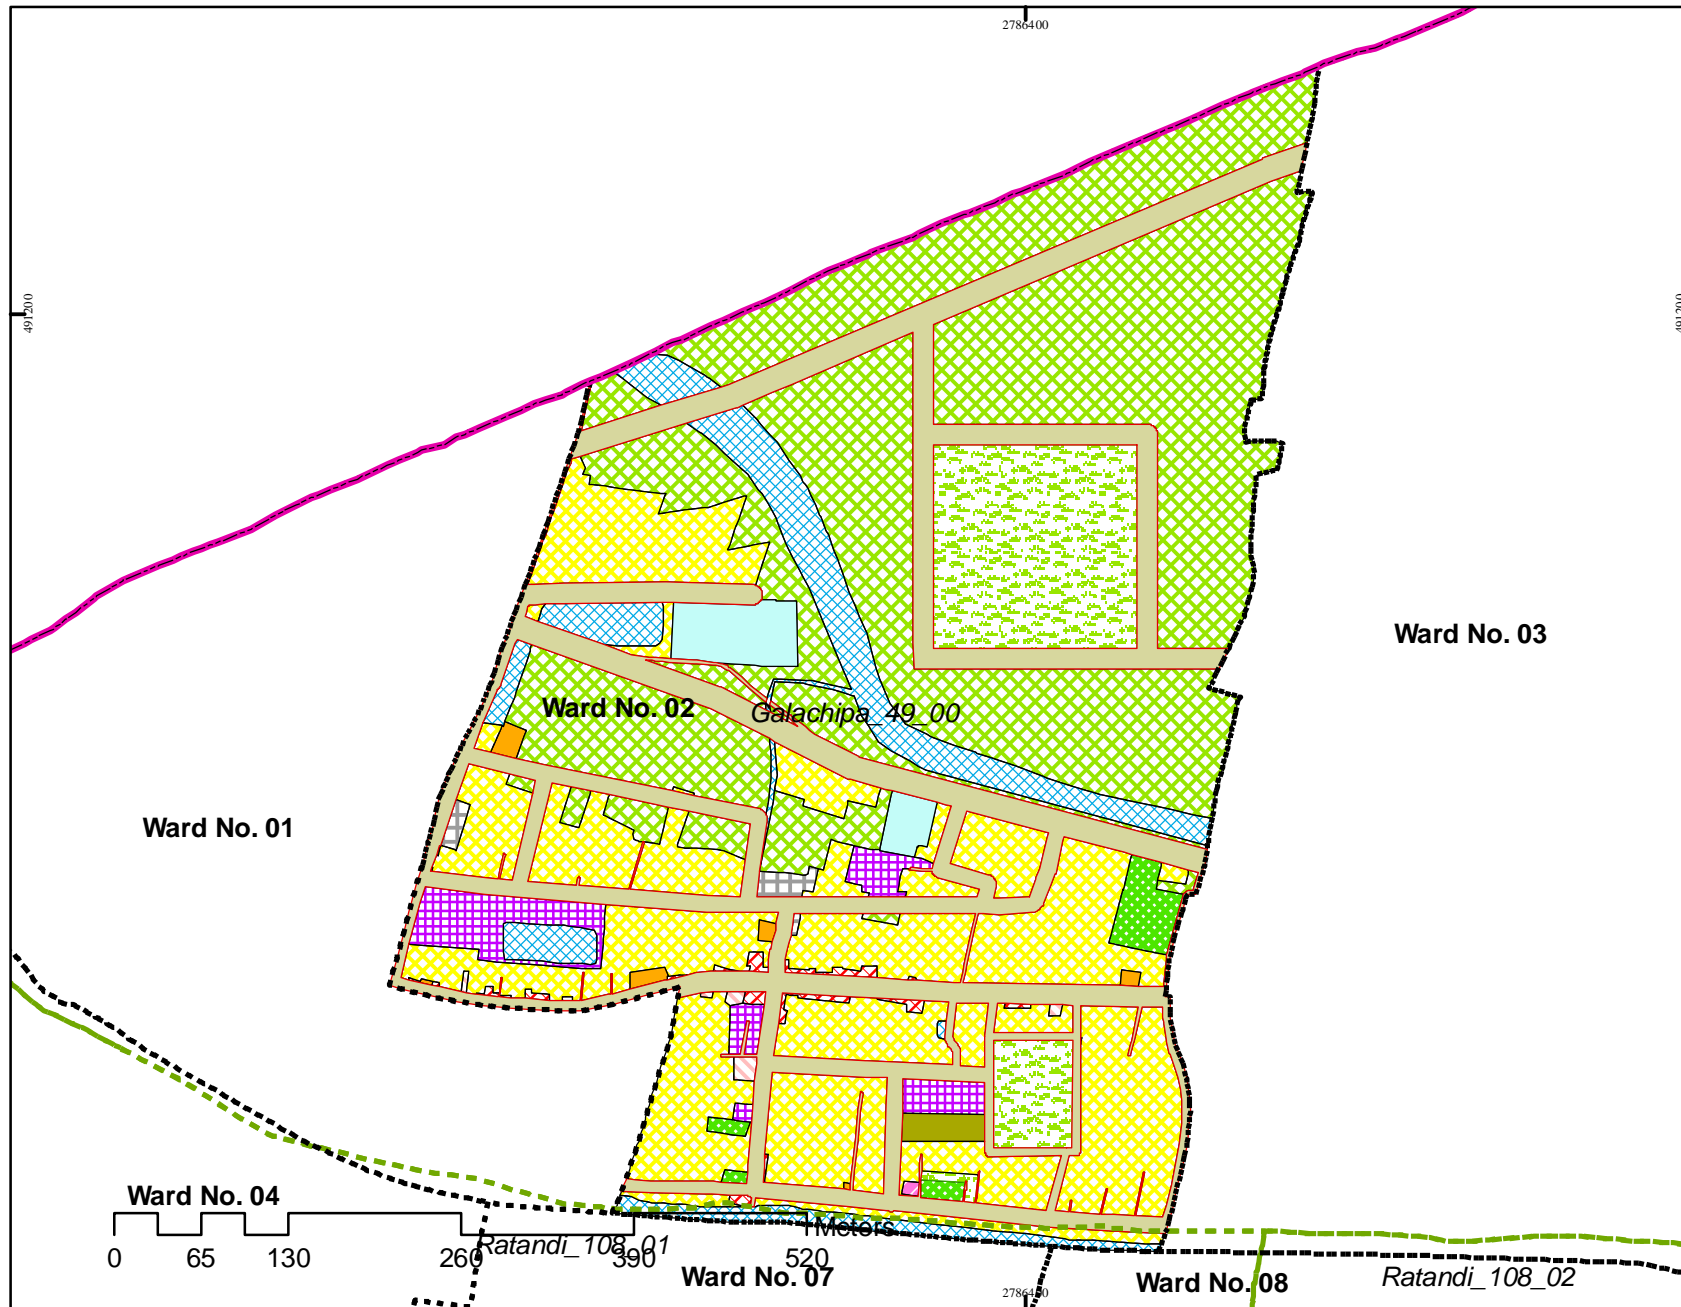 2786400
491200
491200
Ward No. 03
Ward No. 02
Galachipa_49_00
Ward No. 01
Ward No. 04
Meters
0 65 130 260 390 520
Ratandi_108_01
Ward No. 07
Ward No. 08
Ratandi_108_02
2786400